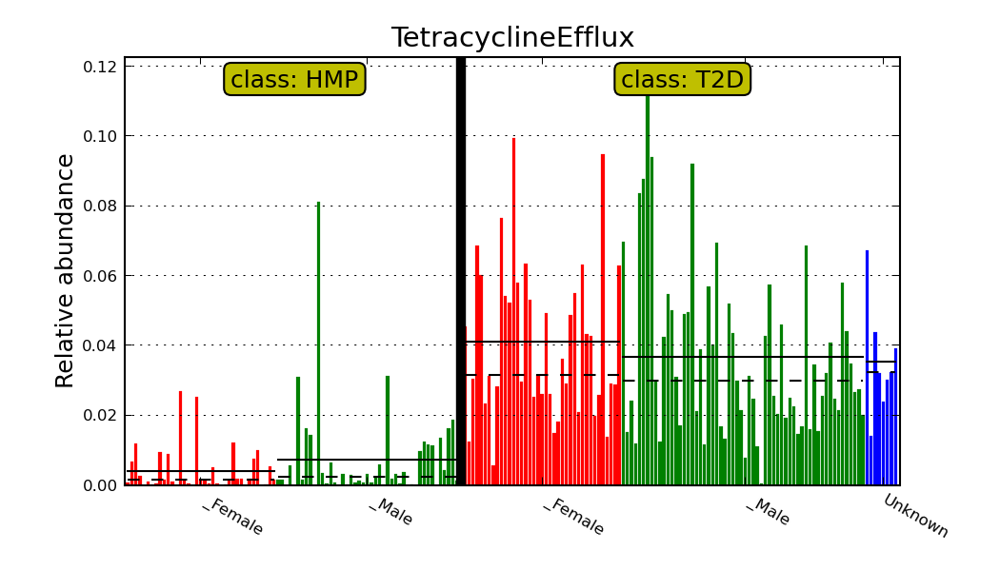 TetracyclineEfflux
class: HMP
class: T2D
Relative abundance
0.12
0.10
0.08
0.06
0.04
0.02
0.00
_Female
_Male
_Female
_Male
Unknown